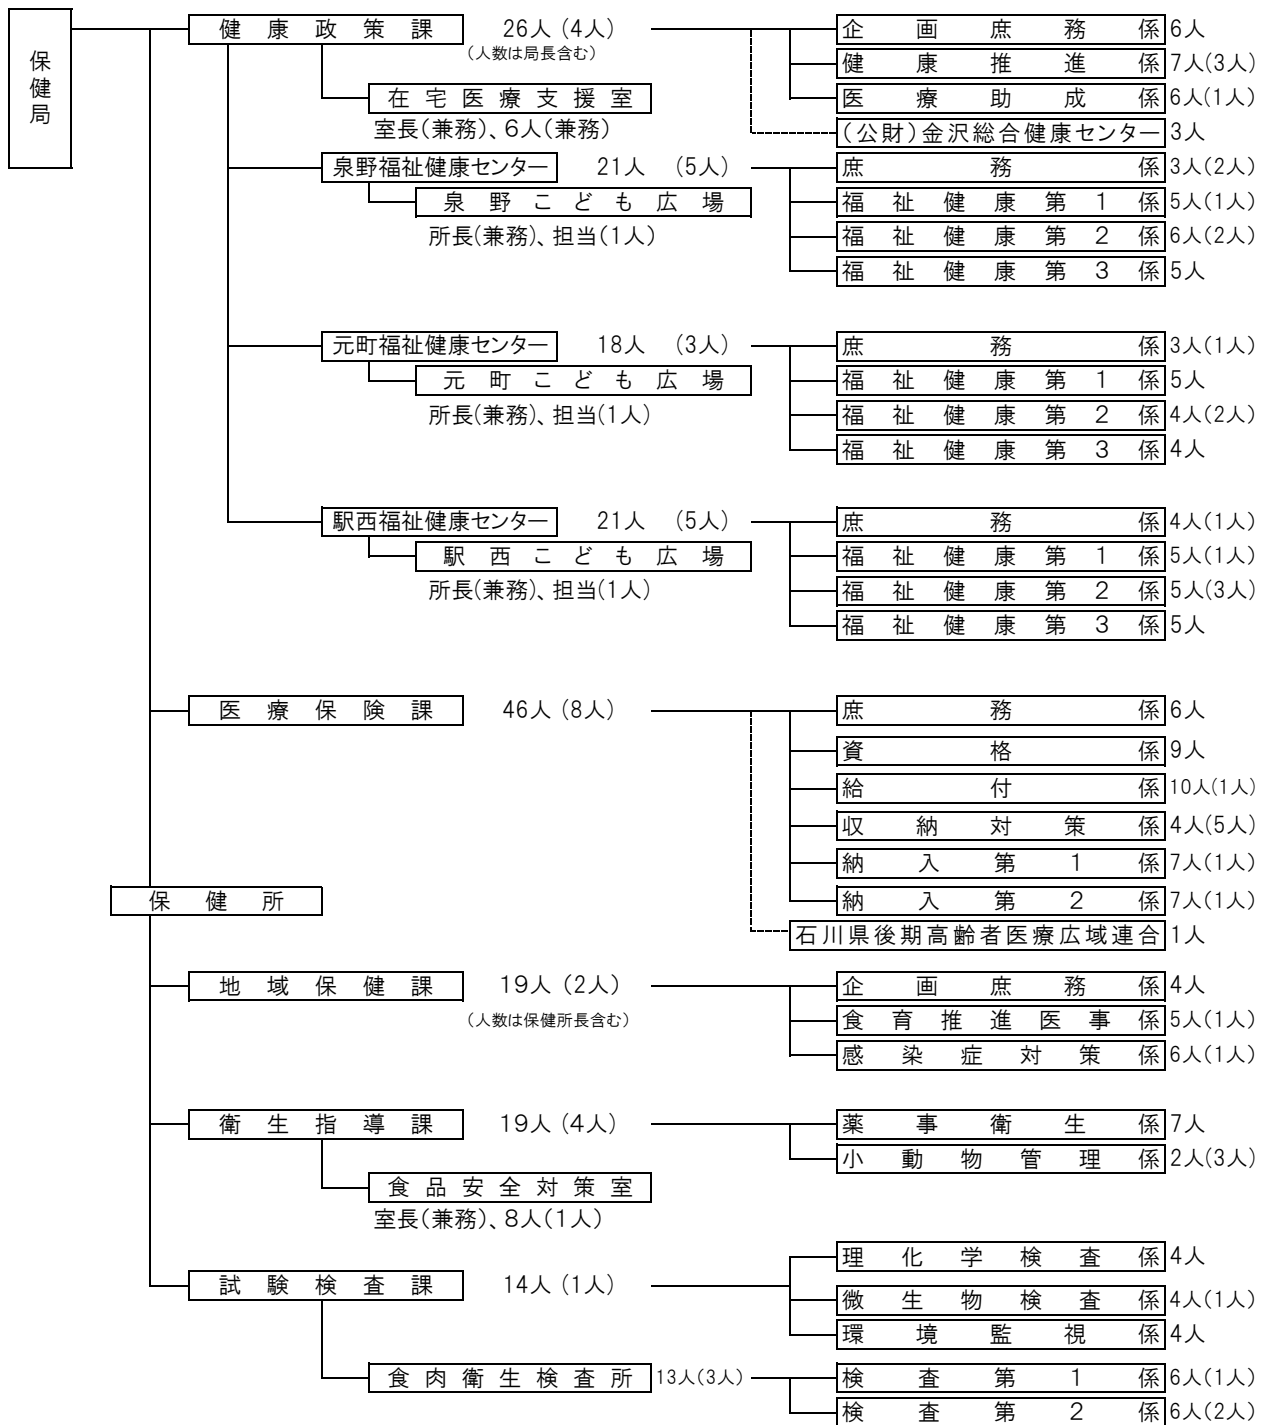 保健局
健康政策課 26人(4人) 企画庶務係 6人
(人数は局長含む)
健康推進係 7人(3人)
在宅医療支援室 医療助成係 6人(1人)
室長(兼務)、6人(兼務) (公財)金沢総合健康センター 3人
泉野福祉健康センター 21人 (5人) 庶務係 3人(2人)
泉野こども広場 福祉健康第1係 5人(1人)
所長(兼務)、担当(1人) 福祉健康第2係 6人(2人)
福祉健康第3係 5人
元町福祉健康センター 18人 (3人) 庶務係 3人(1人)
元町こども広場 福祉健康第1係 5人
所長(兼務)、担当(1人) 福祉健康第2係 4人(2人)
福祉健康第3係 4人
駅西福祉健康センター 21人 (5人) 庶務係 4人(1人)
駅西こども広場 福祉健康第1係 5人(1人)
所長(兼務)、担当(1人) 福祉健康第2係 5人(3人)
福祉健康第3係 5人
医療保険課 46人(8人) 庶務係 6人
資格係 9人
給付係 10人(1人)
収納対策係 4人(5人)
納入第1係 7人(1人)
保健所 納入第2係 7人(1人)
石川県後期高齢者医療広域連合 1人
地域保健課 19人(2人) 企画庶務係 4人
(人数は保健所長含む) 食育推進医事係 5人(1人)
感染症対策係 6人(1人)
衛生指導課 19人(4人) 薬事衛生係 7人
小動物管理係 2人(3人)
食品安全対策室
室長(兼務)、8人(1人)
理化学検査係 4人
試験検査課 14人(1人) 微生物検査係 4人(1人)
環境監視係 4人
食肉衛生検査所 13人(3人) 検査第1係 6人(1人)
検査第2係 6人(2人)